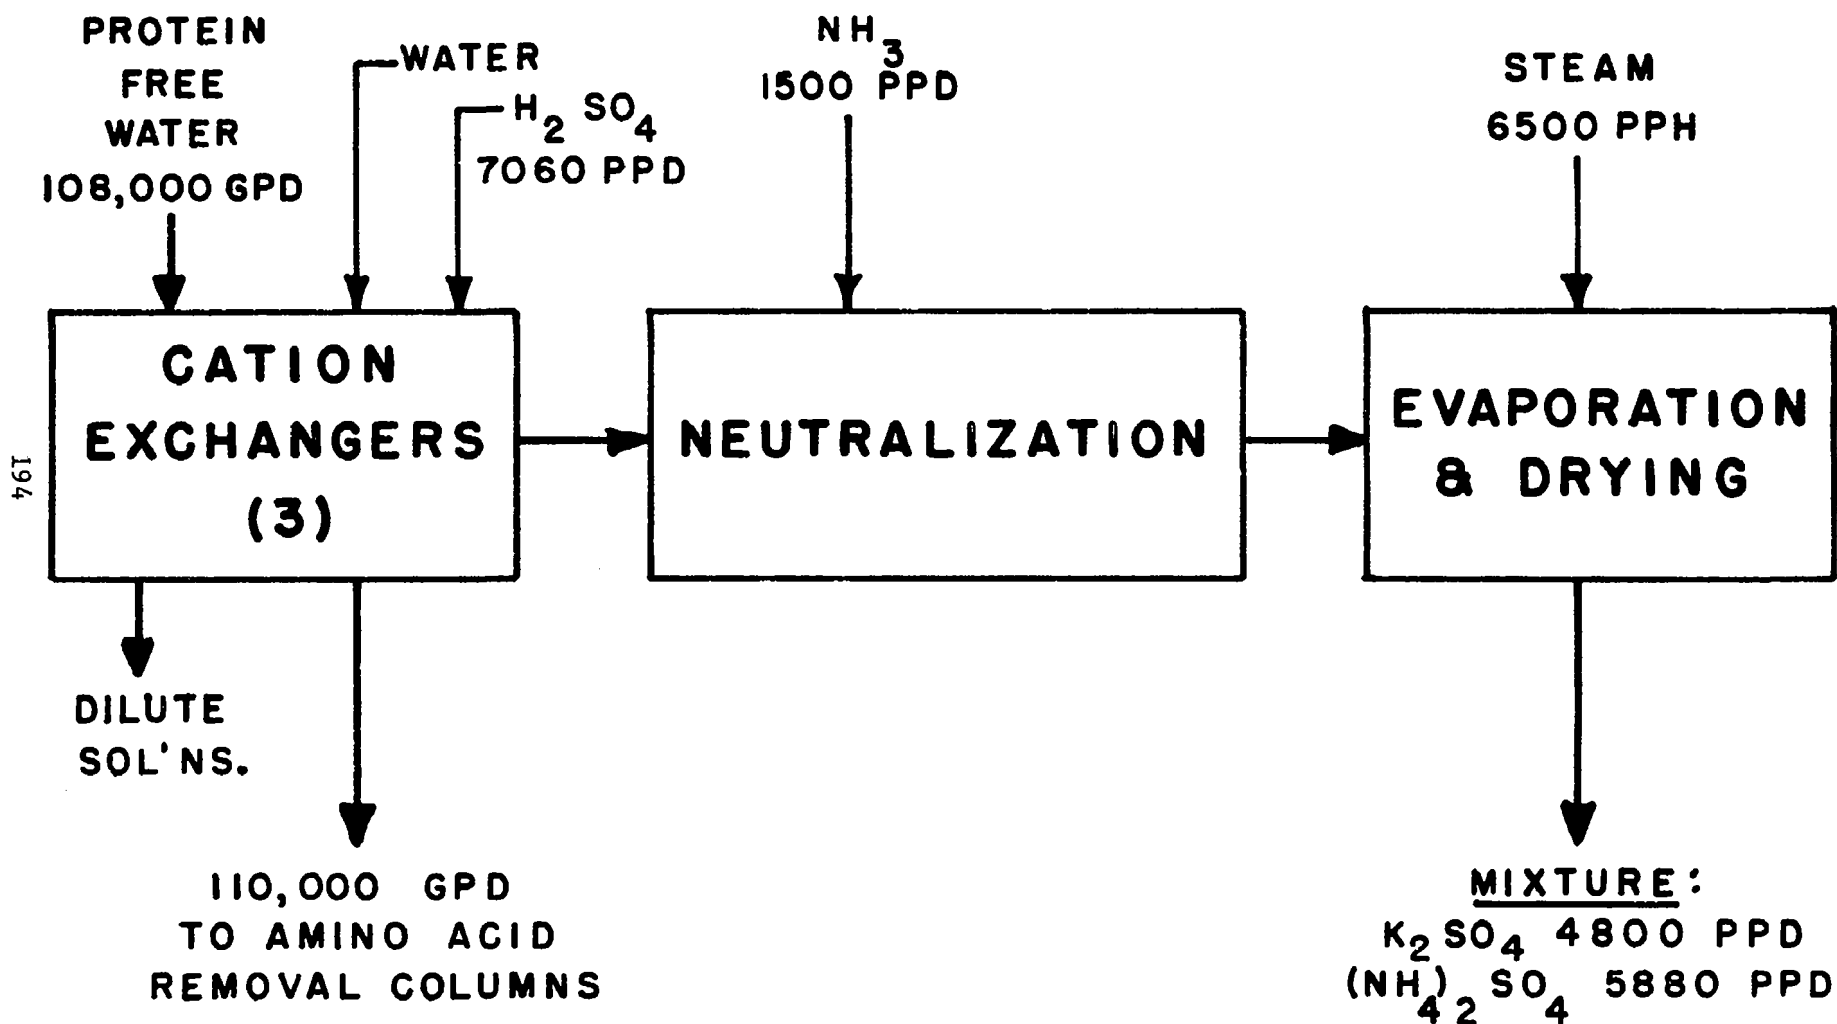 PROTEIN
FREE
WATER
108,000 GPD
WATER
H2 SO4
7060 PPD
NH3
1500 PPD
STEAM
6500 PPH
CATION
EXCHANGERS
(3)
NEUTRALIZATION
EVAPORATION
& DRYING
194
DILUTE
SOL'NS.
110,000 GPD
TO AMINO ACID
REMOVAL COLUMNS
MIXTURE:
K2SO4 4800 PPD
(NH4)2 SO4 5880 PPD